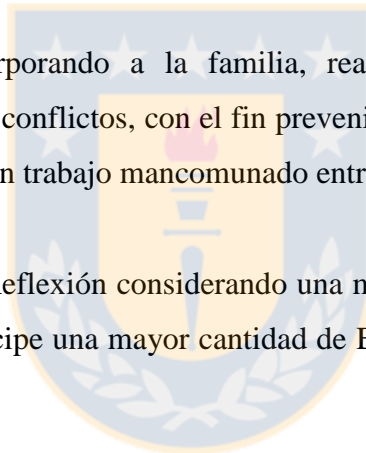 rporando a la familia, rea
conflictos, con el fin preveni
n trabajo mancomunado entr
eflexión considerando una m
cipe una mayor cantidad de E